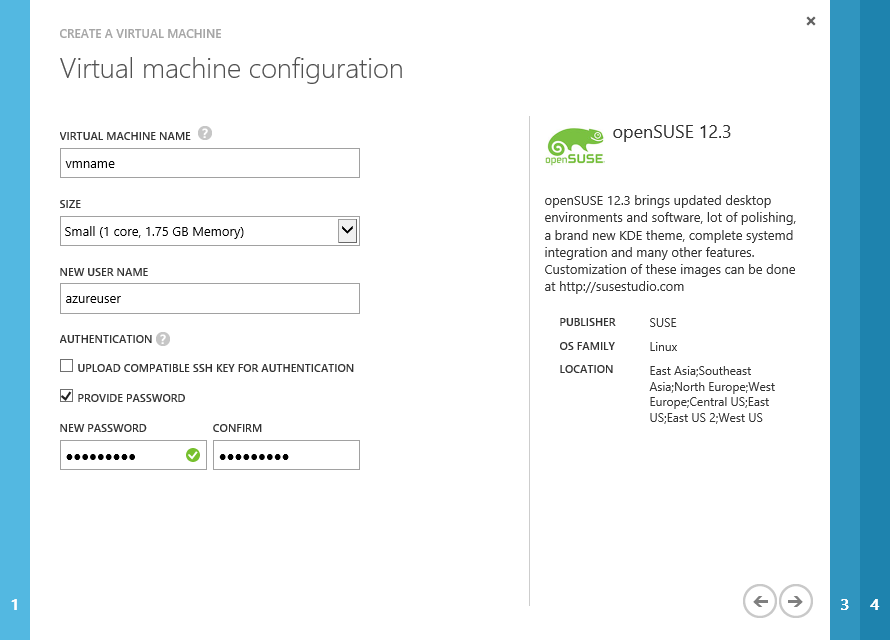 CREATE A VIRTUAL MACHINE
Virtual machine configuration
VIRTUAL MACHINE NAME ?
vmname
SIZE
Small (1 core, 1.75 GB Memory)
NEW USER NAME
azureuser
AUTHENTICATION ?
UPLOAD COMPATIBLE SSH KEY FOR AUTHENTICATION
PROVIDE PASSWORD
NEW PASSWORD CONFIRM
●●●●●●●●● ●●●●●●●●●
openSUSE
openSUSE 12.3
openSUSE 12.3 brings updated desktop
environments and software, lot of polishing,
a brand new KDE theme, complete systemd
integration and many other features.
Customization of these images can be done
at http://susestudio.com
PUBLISHER SUSE
OS FAMILY Linux
LOCATION East Asia;Southeast
Asia;North Europe;West
Europe;Central US;East
US;East US 2;West US
1
3 4